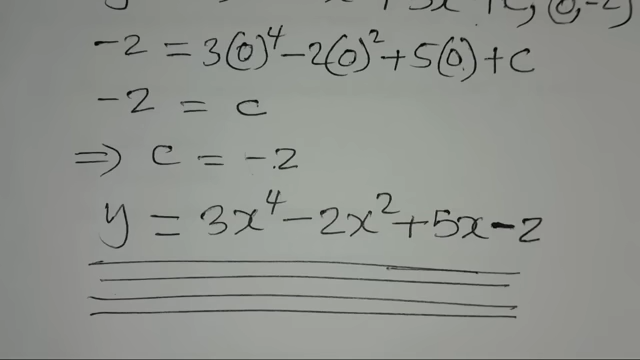 -2 = 3(0)⁴ - 2(0)² + 5(0) + c
-2 = c
⇒ c = -2
y = 3x⁴ - 2x² + 5x - 2